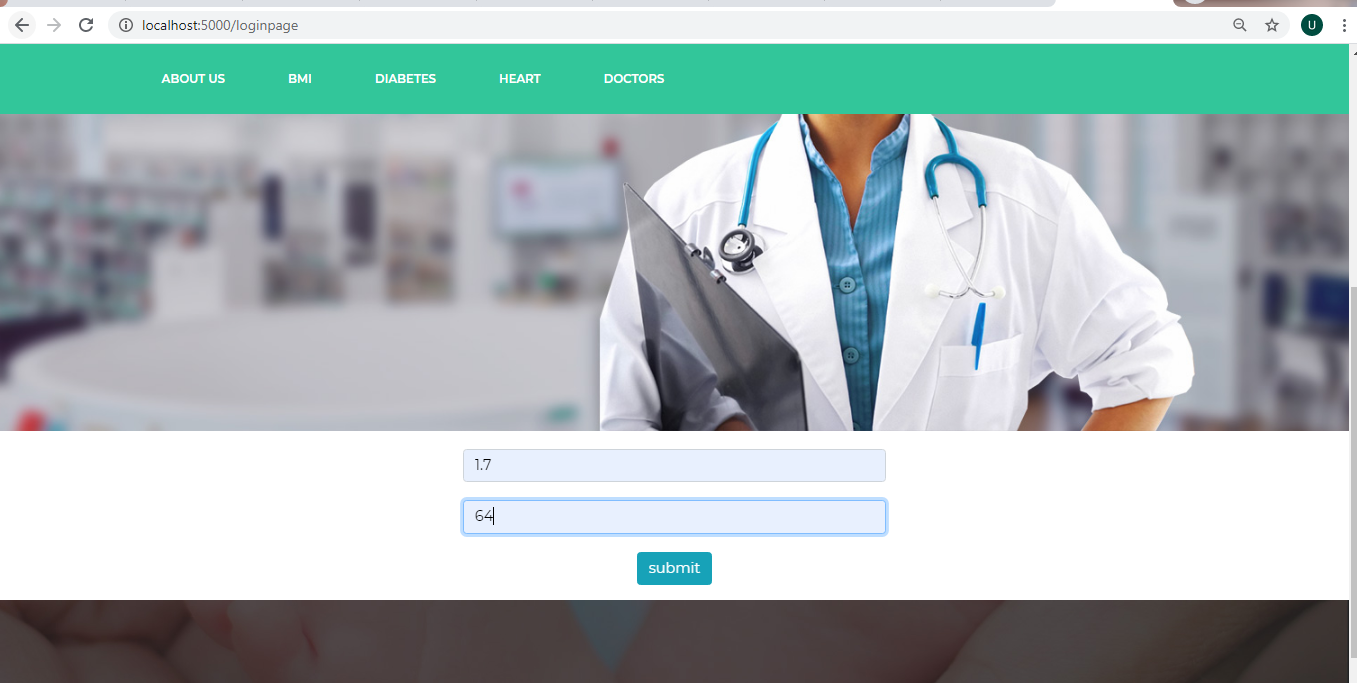 localhost:5000/loginpage
U
ABOUT US BMI DIABETES HEART DOCTORS
1.7
64
submit